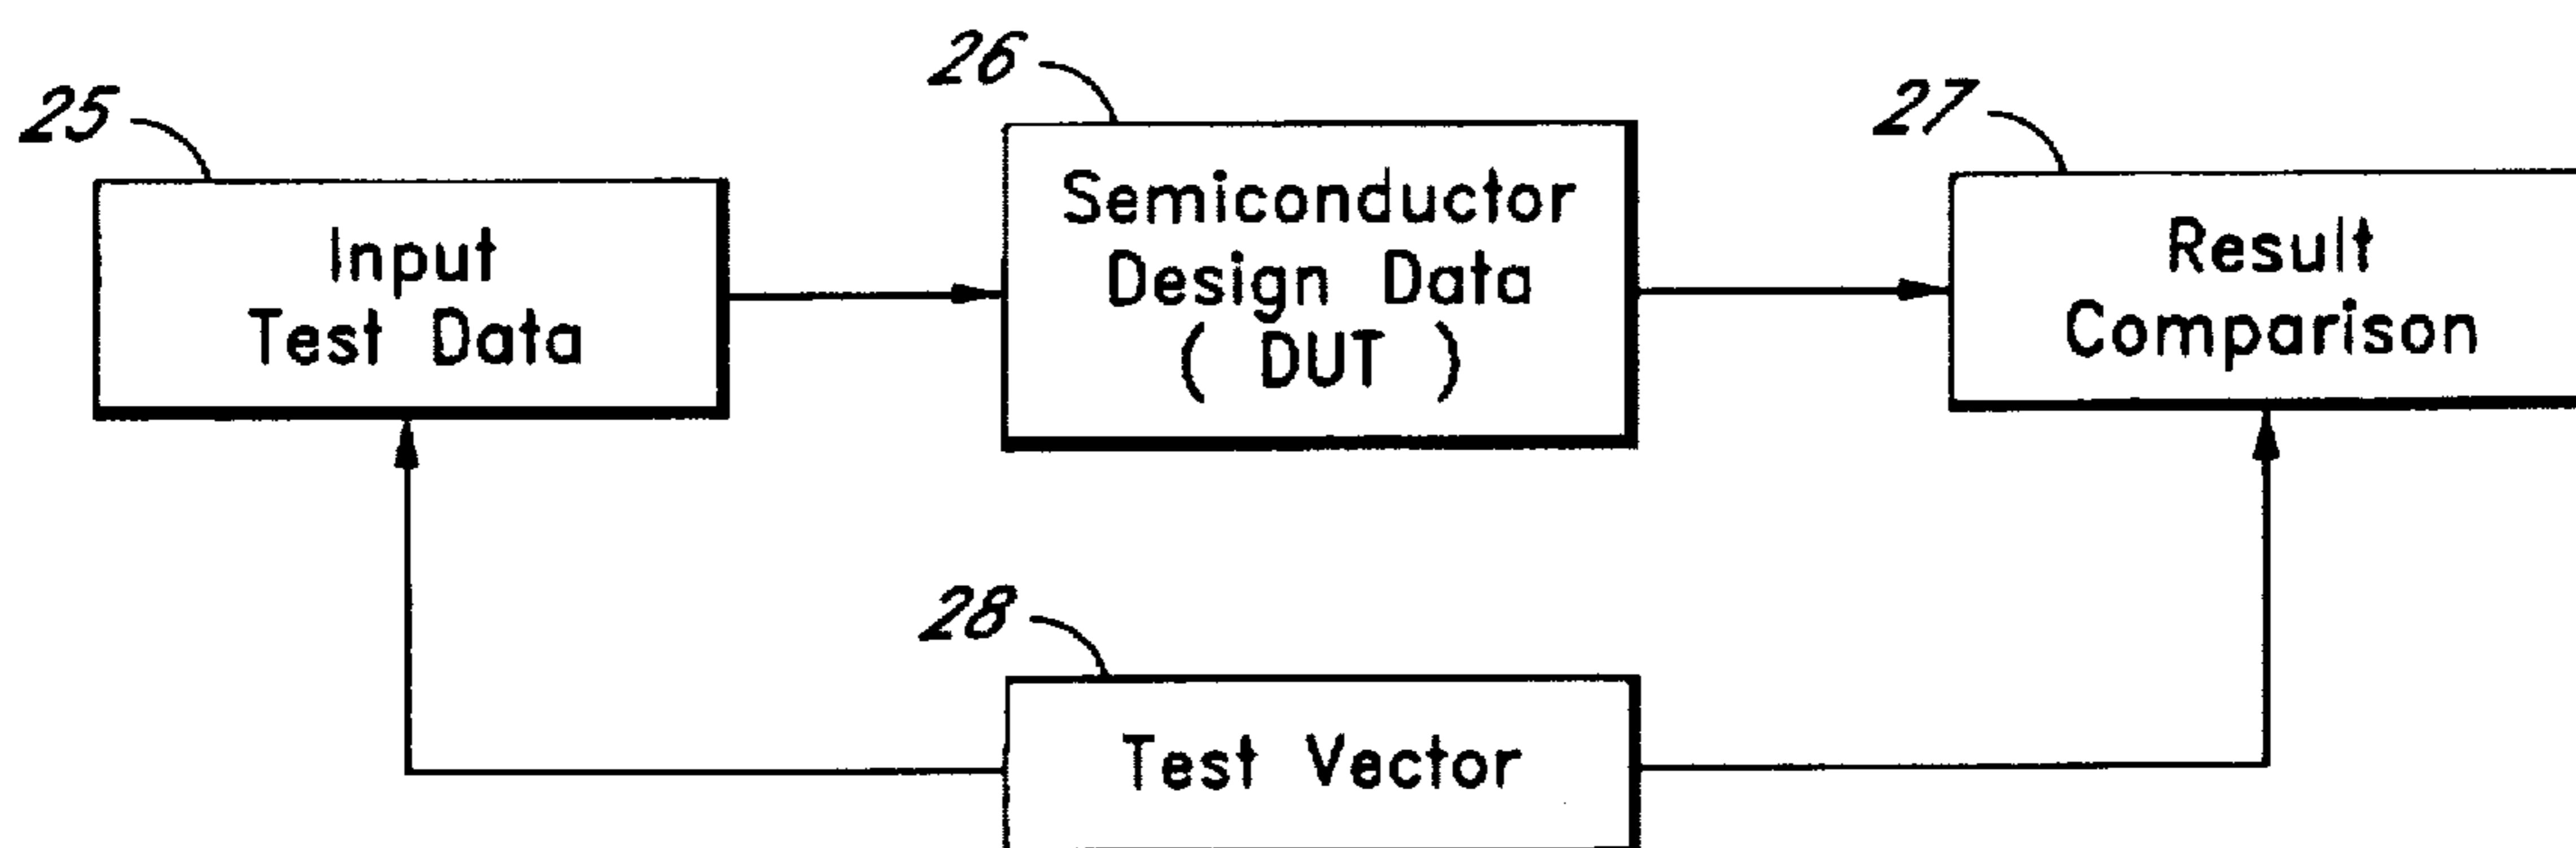 25
Input
Test Data
26
Semiconductor
Design Data
( DUT )
27
Result
Comparison
28
Test Vector